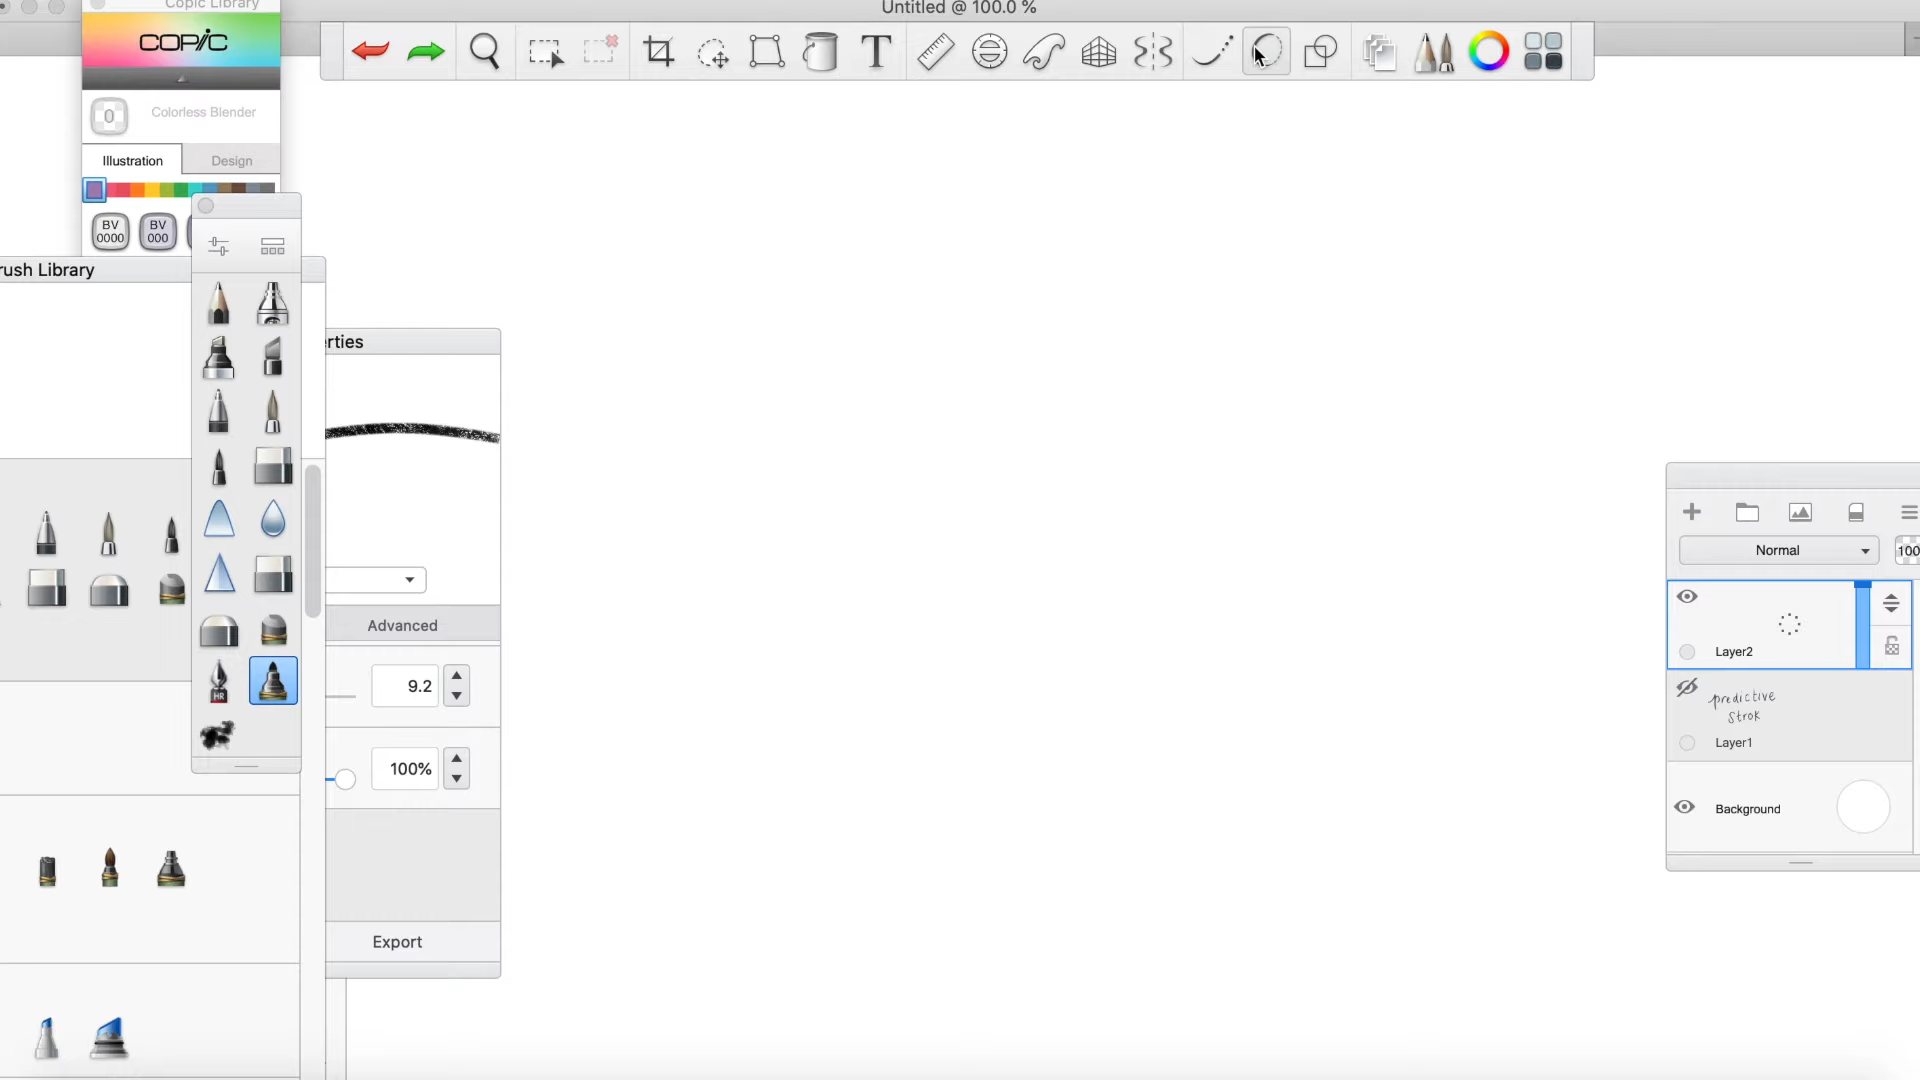 Copic Library
Untitled @ 100.0 %
COPIC
T
0
Colorless Blender
Illustration
Design
BV
0000
BV
000
rush Library
rties
Advanced
9.2
100%
HR
Export
Normal
100
Layer2
predictive
strok
Layer1
Background